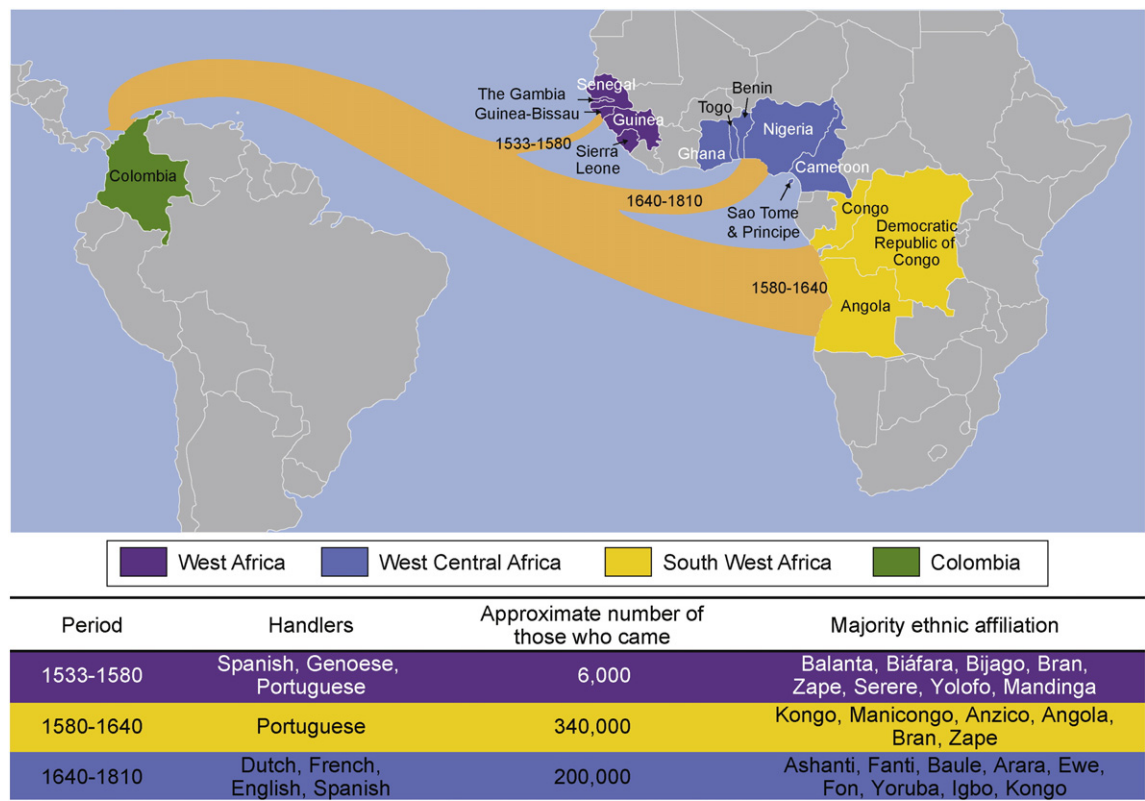 Senegal
The Gambia
Guinea-Bissau
Guinea
1533-1580
Sierra
Leone
Benin
Togo
Nigeria
Ghana
Cameroon
Colombia
1640-1810
Sao Tome
& Principe
Congo
Democratic
Republic of
Congo
1580-1640
Angola
West Africa
West Central Africa
South West Africa
Colombia
Period
Handlers
Approximate number of
those who came
Majority ethnic affiliation
1533-1580
Spanish, Genoese,
Portuguese
6,000
Balanta, Biáfara, Bijago, Bran,
Zape, Serere, Yolofo, Mandinga
1580-1640
Portuguese
340,000
Kongo, Manicongo, Anzico, Angola,
Bran, Zape
1640-1810
Dutch, French,
English, Spanish
200,000
Ashanti, Fanti, Baule, Arara, Ewe,
Fon, Yoruba, Igbo, Kongo